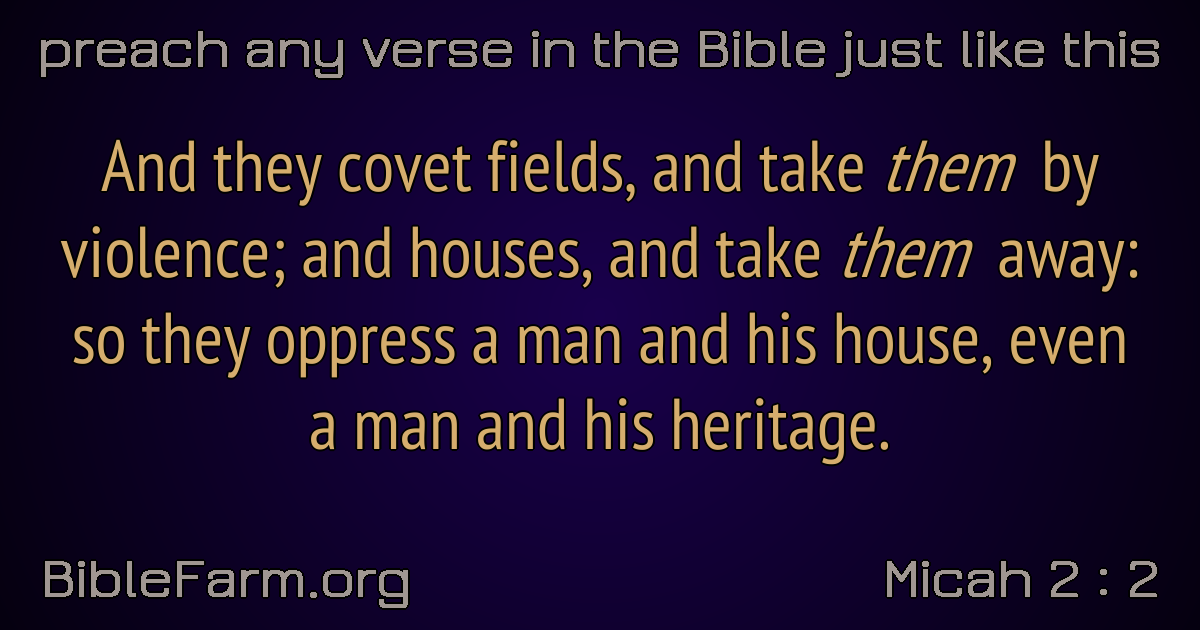 preach any verse in the Bible just like this
And they covet fields, and take them by
violence; and houses, and take them away:
so they oppress a man and his house, even
a man and his heritage.
BibleFarm.org
Micah 2 : 2